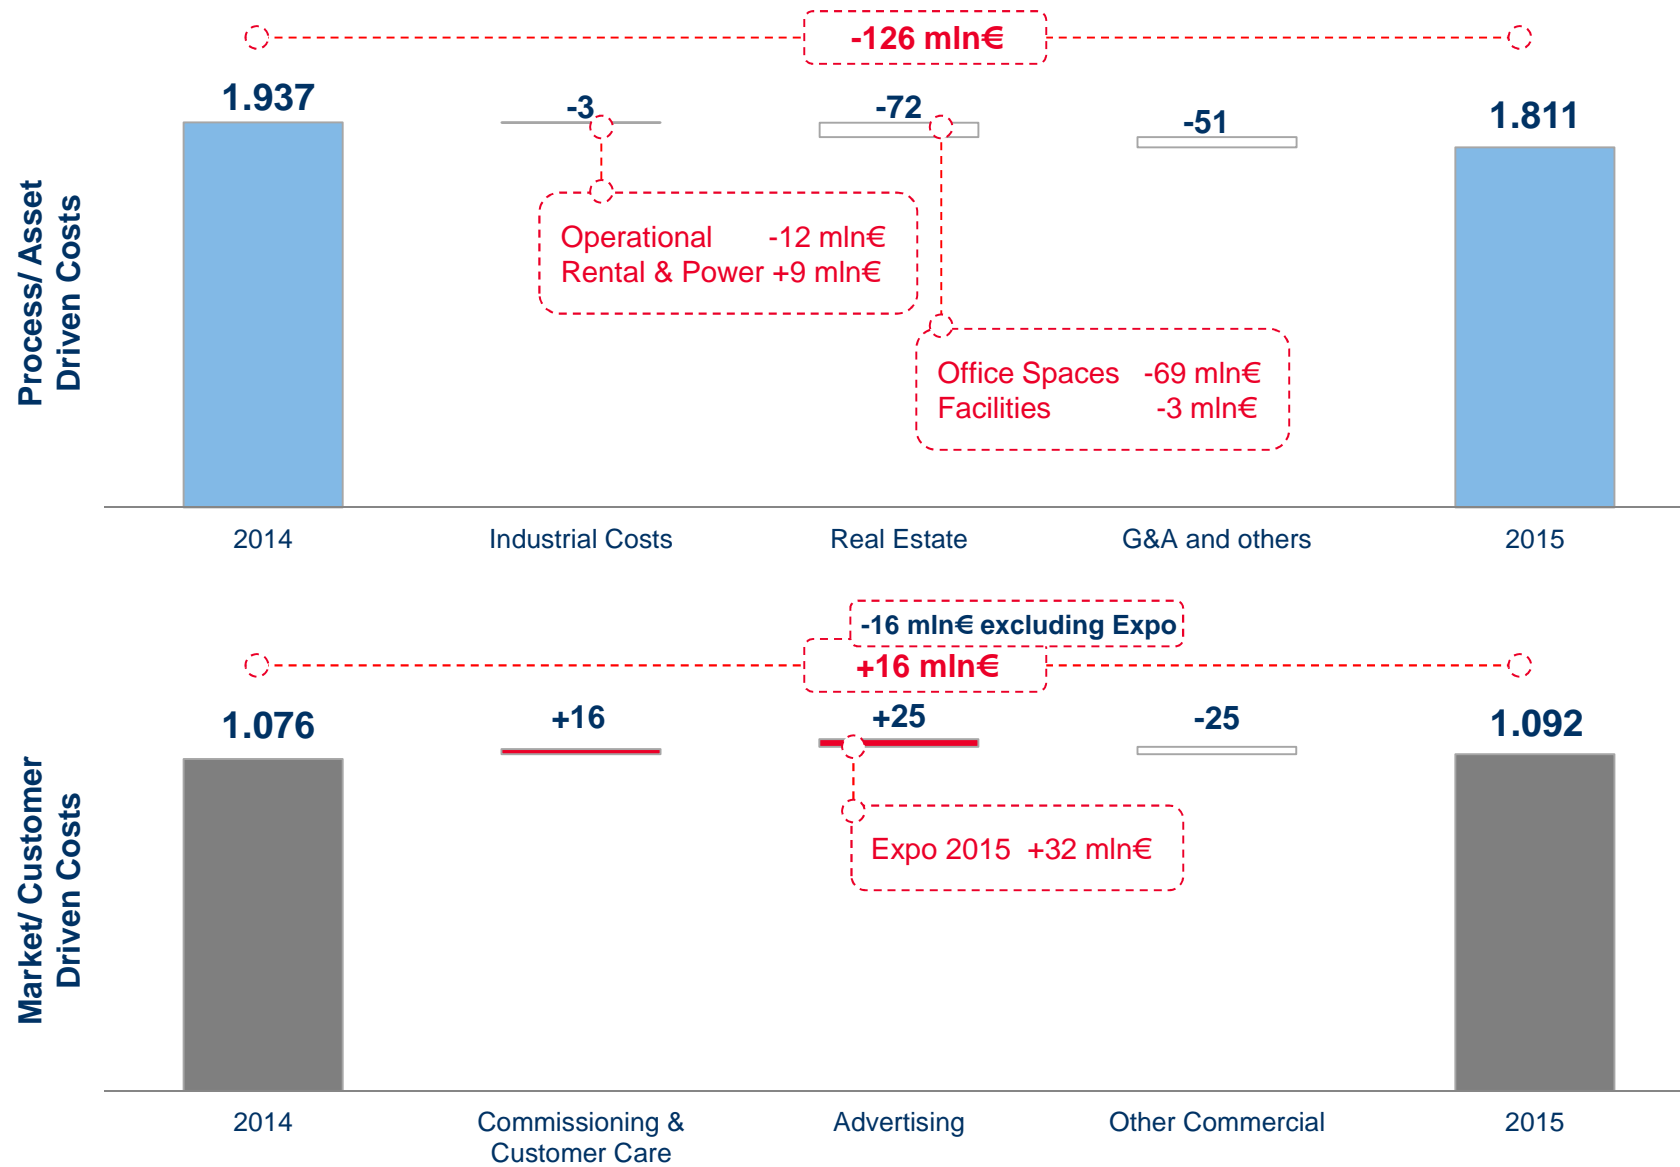 -126 mln€
1.937
-3
-72
-51
1.811
Process/ Asset
Driven Costs
Operational -12 mln€
Rental & Power +9 mln€
Office Spaces -69 mln€
Facilities -3 mln€
2014
Industrial Costs
Real Estate
G&A and others
2015
-16 mln€ excluding Expo
+16 mln€
1.076
+16
+25
-25
1.092
Market/ Customer
Driven Costs
Expo 2015 +32 mln€
2014
Commissioning &
Customer Care
Advertising
Other Commercial
2015